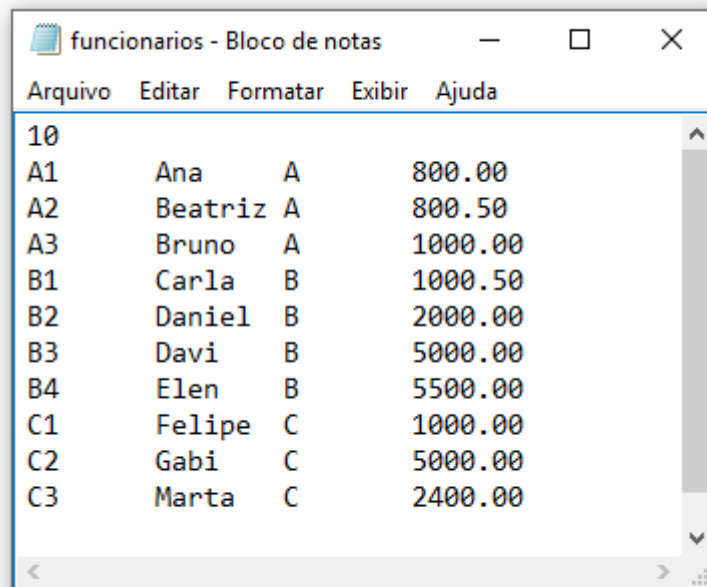 funcionarios - Bloco de notas
Arquivo Editar Formatar Exibir Ajuda
10
A1 Ana A 800.00
A2 Beatriz A 800.50
A3 Bruno A 1000.00
B1 Carla B 1000.50
B2 Daniel B 2000.00
B3 Davi B 5000.00
B4 Elen B 5500.00
C1 Felipe C 1000.00
C2 Gabi C 5000.00
C3 Marta C 2400.00